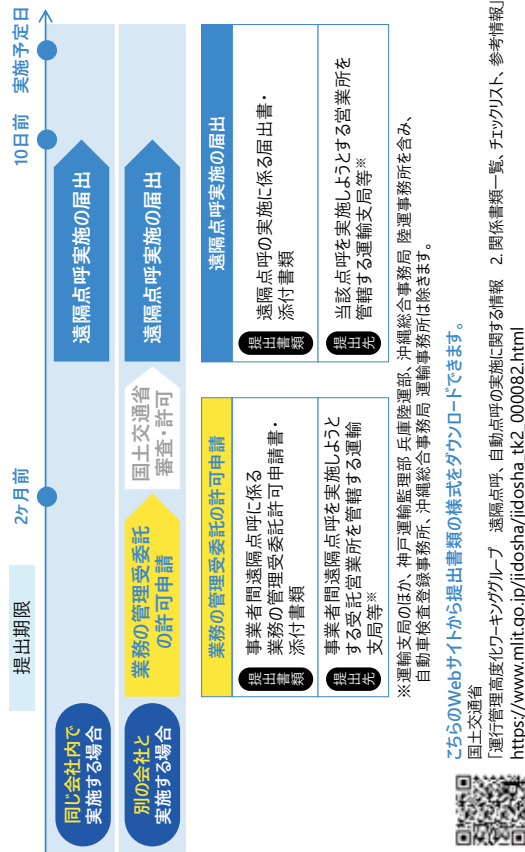 提出期限
2ヶ月前
10日前
実施予定日
同じ会社内で
実施する場合
遠隔点呼実施の届出
別の会社と
実施する場合
業務の管理受委託
の許可申請
国土交通省
審査・許可
遠隔点呼実施の届出
業務の管理受委託の許可申請
提出書類
事業者間遠隔点呼に係る
業務の管理受委託許可申請書・
添付書類
提出先
事業者間遠隔点呼を実施しようと
する受託営業所を管轄する運輸
支局等※
遠隔点呼実施の届出
提出書類
遠隔点呼の実施に係る届出書・
添付書類
提出先
当該点呼を実施しようとする営業所を
管轄する運輸支局等※
※運輸支局のほか、神戸運輸監理部 兵庫陸運部、沖縄総合事務局 陸運事務所を含み、
自動車検査登録事務所、沖縄総合事務局 運輸事務所は除きます。
こちらのWebサイトから提出書類の様式をダウンロードできます。
国土交通省
「運行管理高度化ワーキンググループ 遠隔点呼、自動点呼の実施に関する情報 2. 関係書類一覧、チェックリスト、参考情報」
https://www.mlit.go.jp/jidosha/jidosha_tk2_000082.html